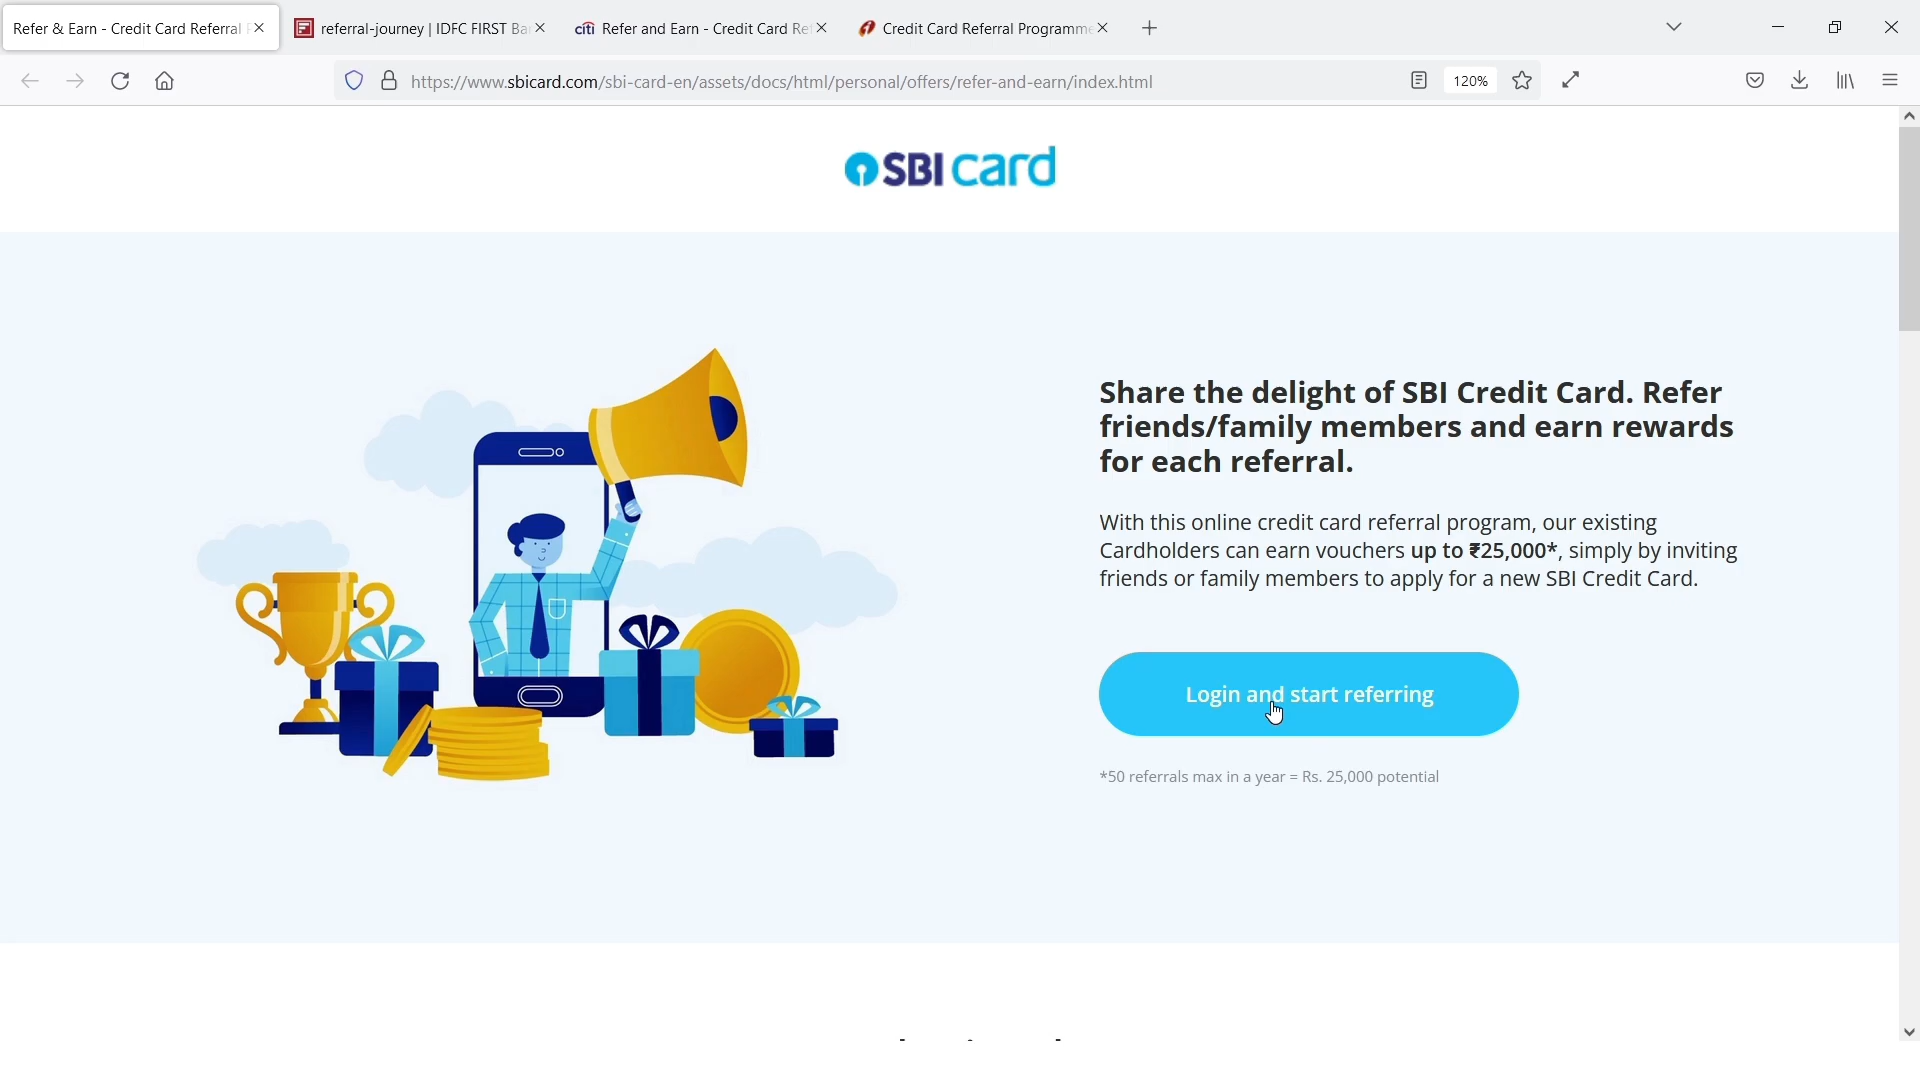 Refer & Earn - Credit Card Referral
referral-journey | IDFC FIRST Ba
citi Refer and Earn - Credit Card Re
Credit Card Referral Programme
https://www.sbicard.com/sbi-card-en/assets/docs/html/personal/offers/refer-and-earn/index.html
120%
SBI card
Share the delight of SBI Credit Card. Refer
friends/family members and earn rewards
for each referral.
With this online credit card referral program, our existing
Cardholders can earn vouchers up to ₹25,000*, simply by inviting
friends or family members to apply for a new SBI Credit Card.
Login and start referring
*50 referrals max in a year = Rs. 25,000 potential